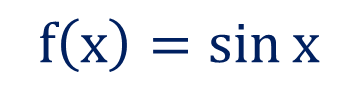 f(x) = sin x